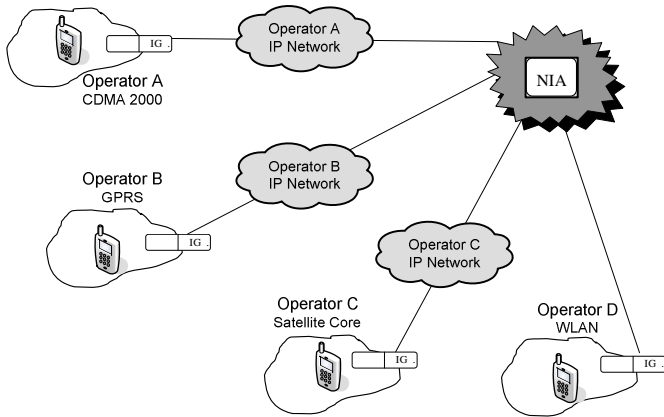 Operator A
IP Network
IG .
NIA
Operator A
CDMA 2000
Operator B
IP Network
Operator B
GPRS
IG .
Operator C
IP Network
Operator C
Satellite Core
IG .
Operator D
WLAN
IG .